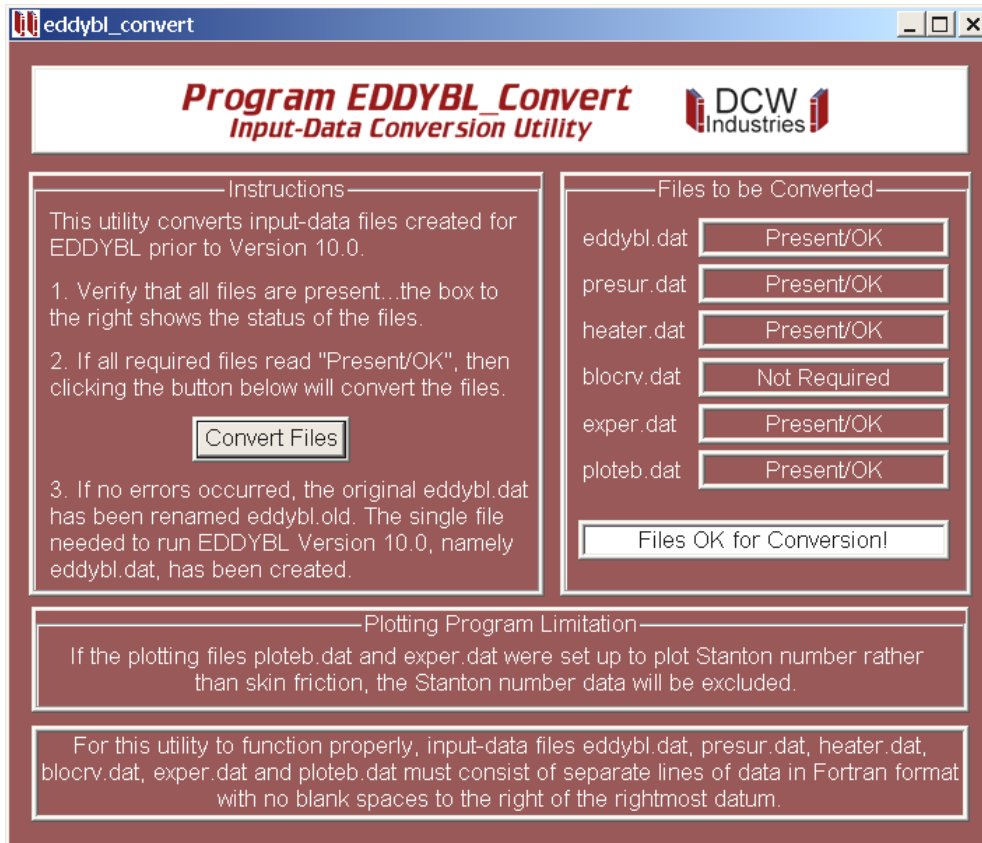 eddybl_convert
Program EDDYBL_Convert
Input-Data Conversion Utility
DCW
Industries
Instructions
This utility converts input-data files created for
EDDYBL prior to Version 10.0.
1. Verify that all files are present...the box to
the right shows the status of the files.
2. If all required files read "Present/OK", then
clicking the button below will convert the files.
Convert Files
3. If no errors occurred, the original eddybl.dat
has been renamed eddybl.old. The single file
needed to run EDDYBL Version 10.0, namely
eddybl.dat, has been created.
Files to be Converted
eddybl.dat Present/OK
presur.dat Present/OK
heater.dat Present/OK
blocrv.dat Not Required
exper.dat Present/OK
ploteb.dat Present/OK
Files OK for Conversion!
Plotting Program Limitation
If the plotting files ploteb.dat and exper.dat were set up to plot Stanton number rather
than skin friction, the Stanton number data will be excluded.
For this utility to function properly, input-data files eddybl.dat, presur.dat, heater.dat,
blocrv.dat, exper.dat and ploteb.dat must consist of separate lines of data in Fortran format
with no blank spaces to the right of the rightmost datum.